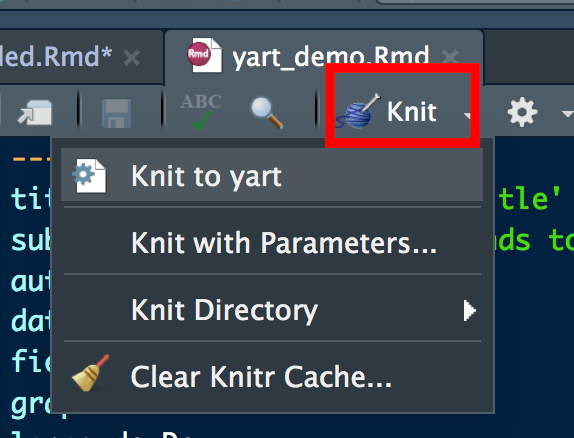 led.Rmd*
Rmd yart_demo.Rmd
ABC
Knit
---
Knit to yart
tit tle'
Knit with Parameters...
sub nds to
aut
Knit Directory
dat
fie
Clear Knitr Cache...
gra